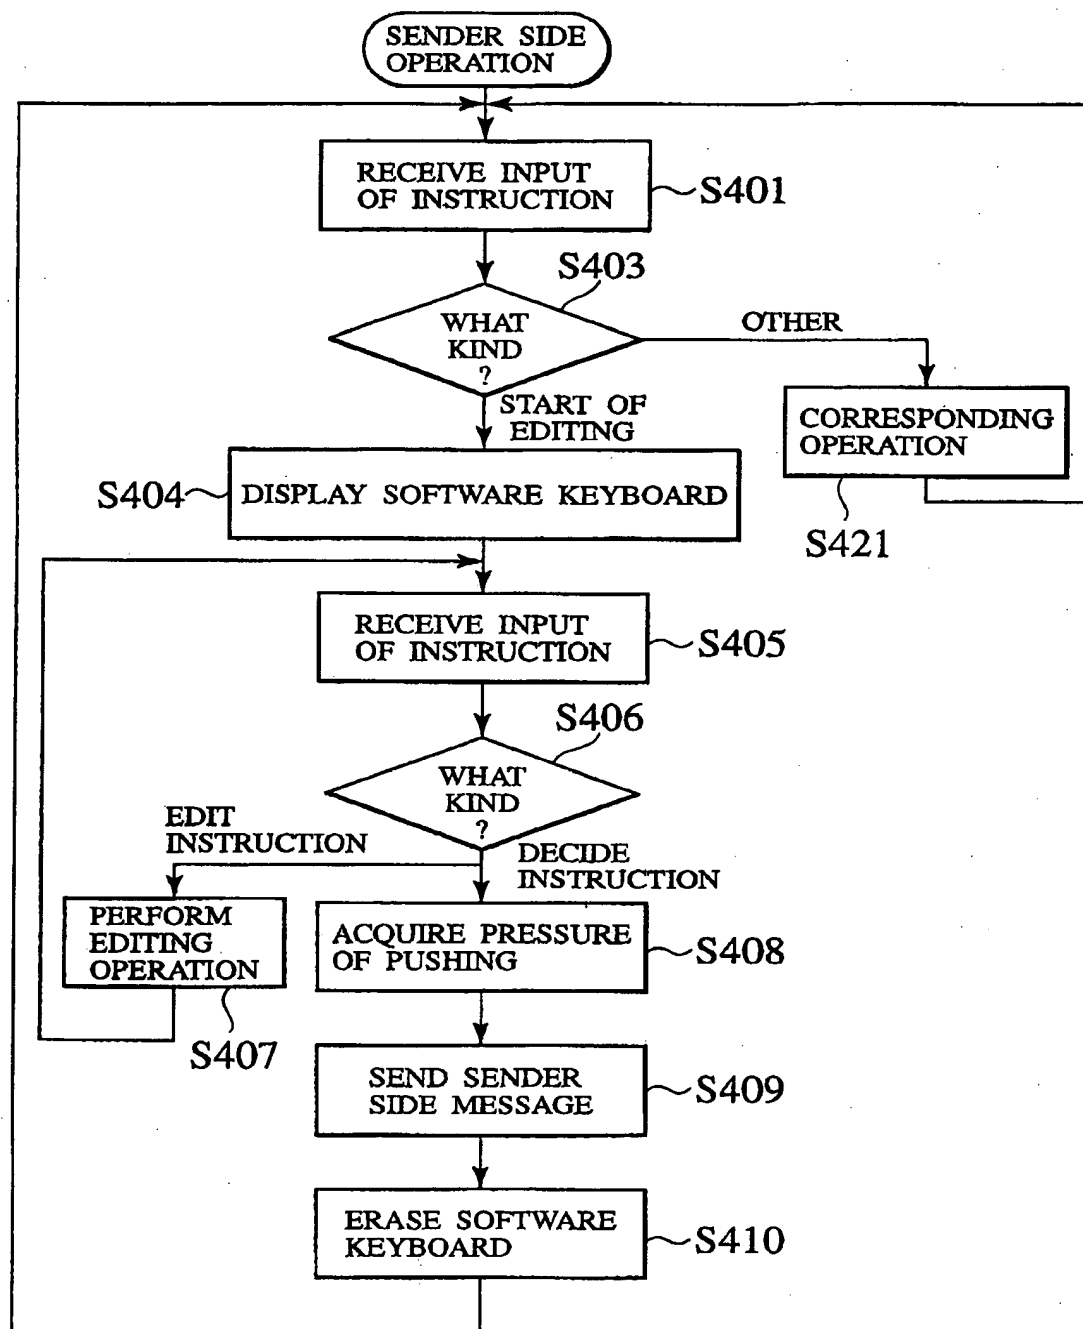 SENDER SIDE
OPERATION
RECEIVE INPUT
OF INSTRUCTION
S401
S403
WHAT
KIND
?
OTHER
START OF
EDITING
CORRESPONDING
OPERATION
S421
S404
DISPLAY SOFTWARE KEYBOARD
RECEIVE INPUT
OF INSTRUCTION
S405
S406
WHAT
KIND
?
EDIT
INSTRUCTION
DECIDE
INSTRUCTION
PERFORM
EDITING
OPERATION
S407
ACQUIRE PRESSURE
OF PUSHING
S408
SEND SENDER
SIDE MESSAGE
S409
ERASE SOFTWARE
KEYBOARD
S410